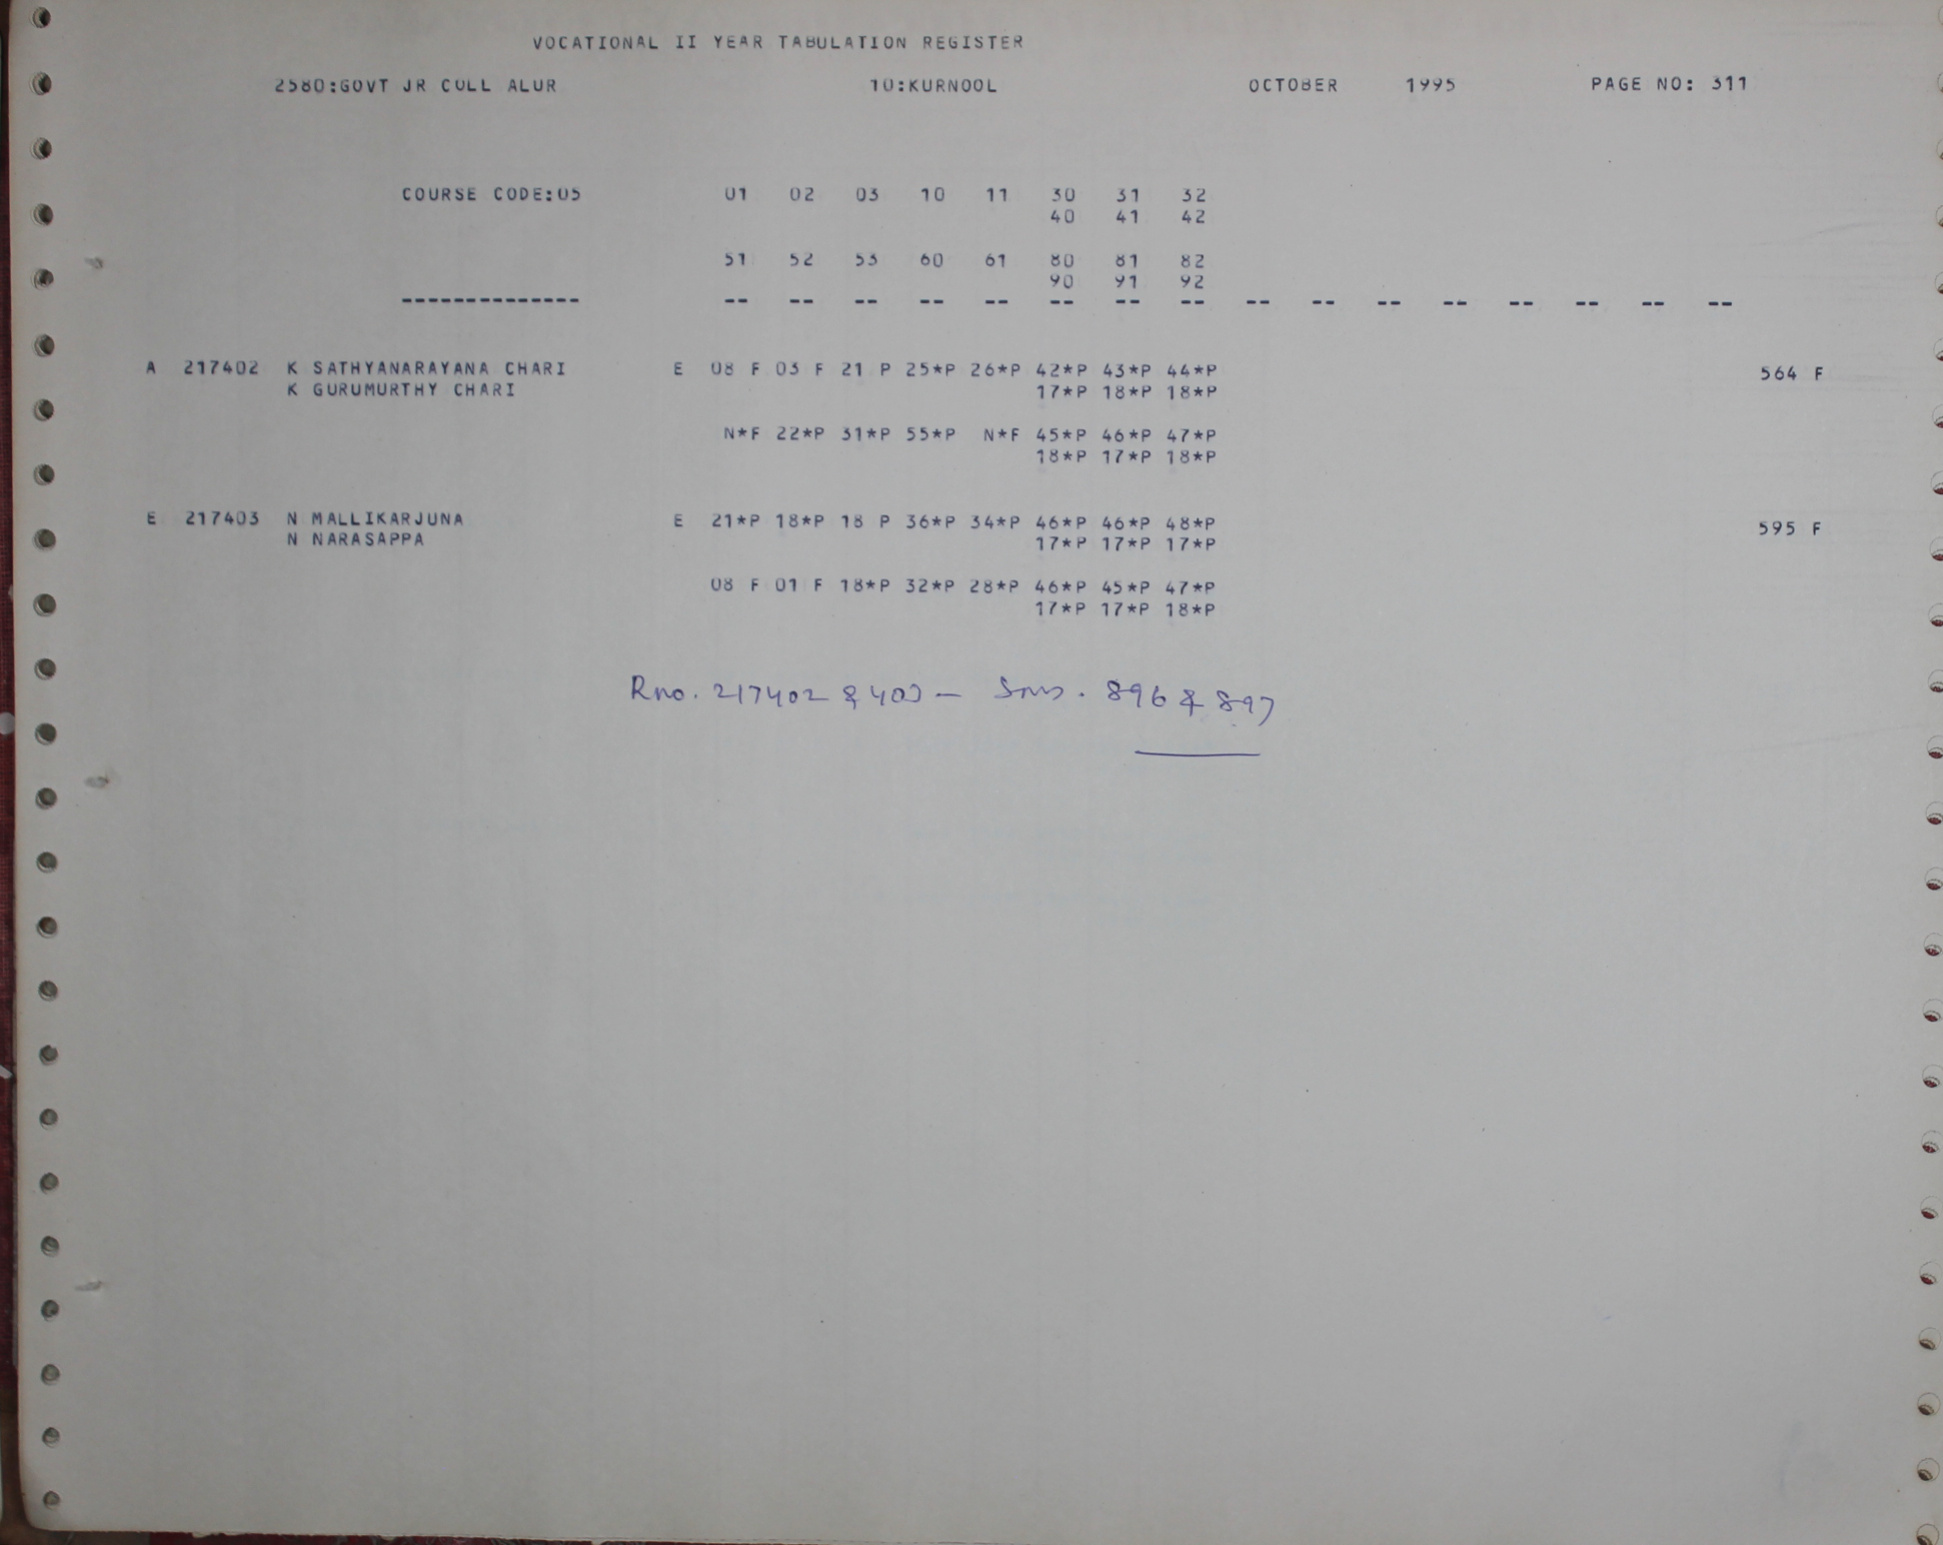 VOCATIONAL II YEAR TABULATION REGISTER
2580:GOVT JR COLL ALUR 10:KURNOOL OCTOBER 1995 PAGE NO: 311
COURSE CODE:05 01 02 03 10 11 30 31 32
40 41 42
51 52 53 60 61 80 81 82
90 91 92
-------------- -- -- -- -- -- -- -- -- -- -- -- -- -- -- -- --
A 217402 K SATHYANARAYANA CHARI E 08 F 03 F 21 P 25*P 26*P 42*P 43*P 44*P 564 F
K GURUMURTHY CHARI 17*P 18*P 18*P
N*F 22*P 31*P 55*P N*F 45*P 46*P 47*P
18*P 17*P 18*P
E 217403 N MALLIKARJUNA E 21*P 18*P 18 P 36*P 34*P 46*P 46*P 48*P 595 F
N NARASAPPA 17*P 17*P 17*P
08 F 01 F 18*P 32*P 28*P 46*P 45*P 47*P
17*P 17*P 18*P
Rno. 217402 & 403 – 896 & 897